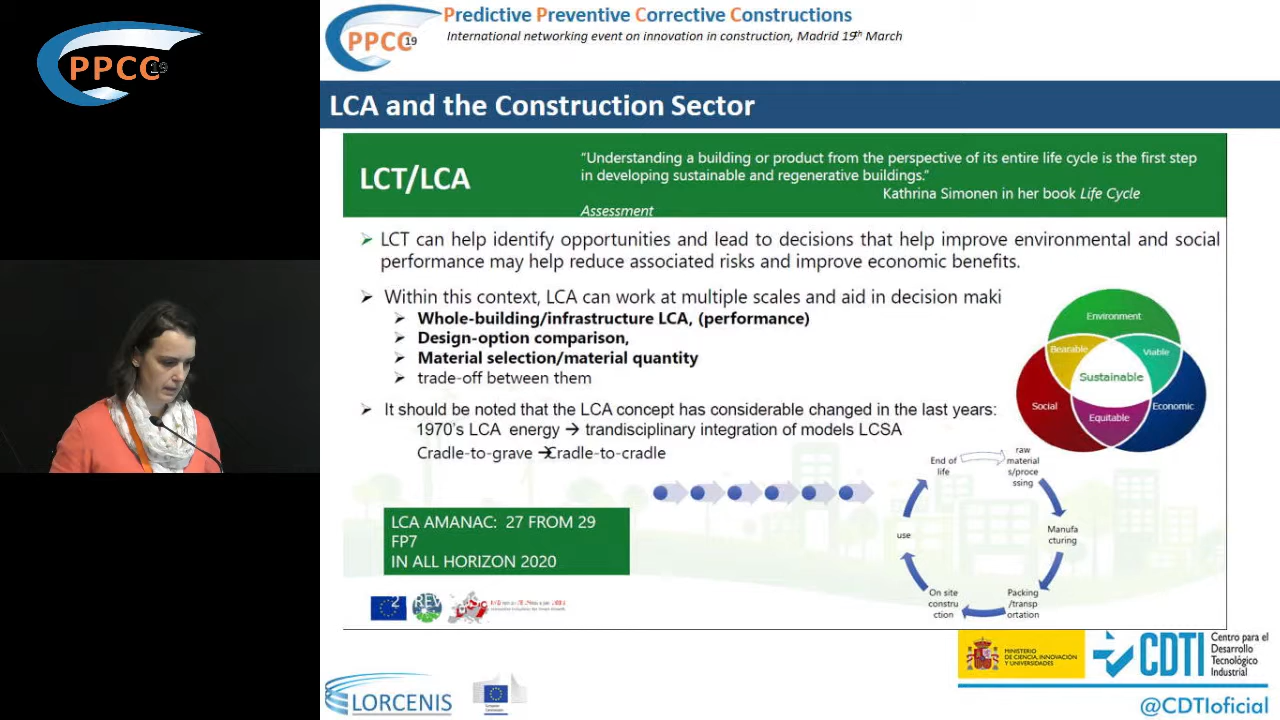 PPCC 19
PPCC 19
Predictive Preventive Corrective Constructions
International networking event on innovation in construction, Madrid 19th March
LCA and the Construction Sector
LCT/LCA
“Understanding a building or product from the perspective of its entire life cycle is the first step
in developing sustainable and regenerative buildings.”
Kathrina Simonen in her book Life Cycle
Assessment
LCT can help identify opportunities and lead to decisions that help improve environmental and social
performance may help reduce associated risks and improve economic benefits.
Within this context, LCA can work at multiple scales and aid in decision maki
Whole-building/infrastructure LCA, (performance)
Design-option comparison,
Material selection/material quantity
trade-off between them
It should be noted that the LCA concept has considerable changed in the last years:
1970’s LCA energy → trandisciplinary integration of models LCSA
Cradle-to-grave → Cradle-to-cradle
Environment
Bearable
Viable
Sustainable
Social
Equitable
Economic
End of
life
raw
material
s/proce
ssing
Manufa
cturing
Packing
/transp
ortation
On site
constru
ction
use
LCA AMANAC: 27 FROM 29
FP7
IN ALL HORIZON 2020
2
REV
MINISTERIO
DE CIENCIA, INNOVACIÓN
Y UNIVERSIDADES
CDTI
Centro para el
Desarrollo
Tecnológico
Industrial
@CDTIoficial
LORCENIS
European
Commission